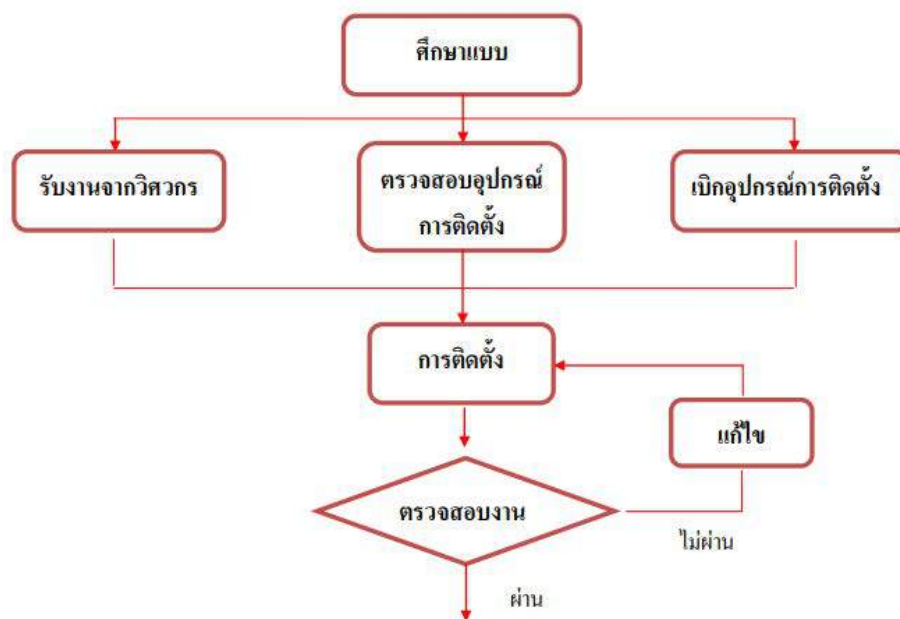 ศึกษาแบบ
รับงานจากวิศวกร
ตรวจสอบอุปกรณ์
การติดตั้ง
เบิกอุปกรณ์การติดตั้ง
การติดตั้ง
แก้ไข
ตรวจสอบงาน
ไม่ผ่าน
ผ่าน